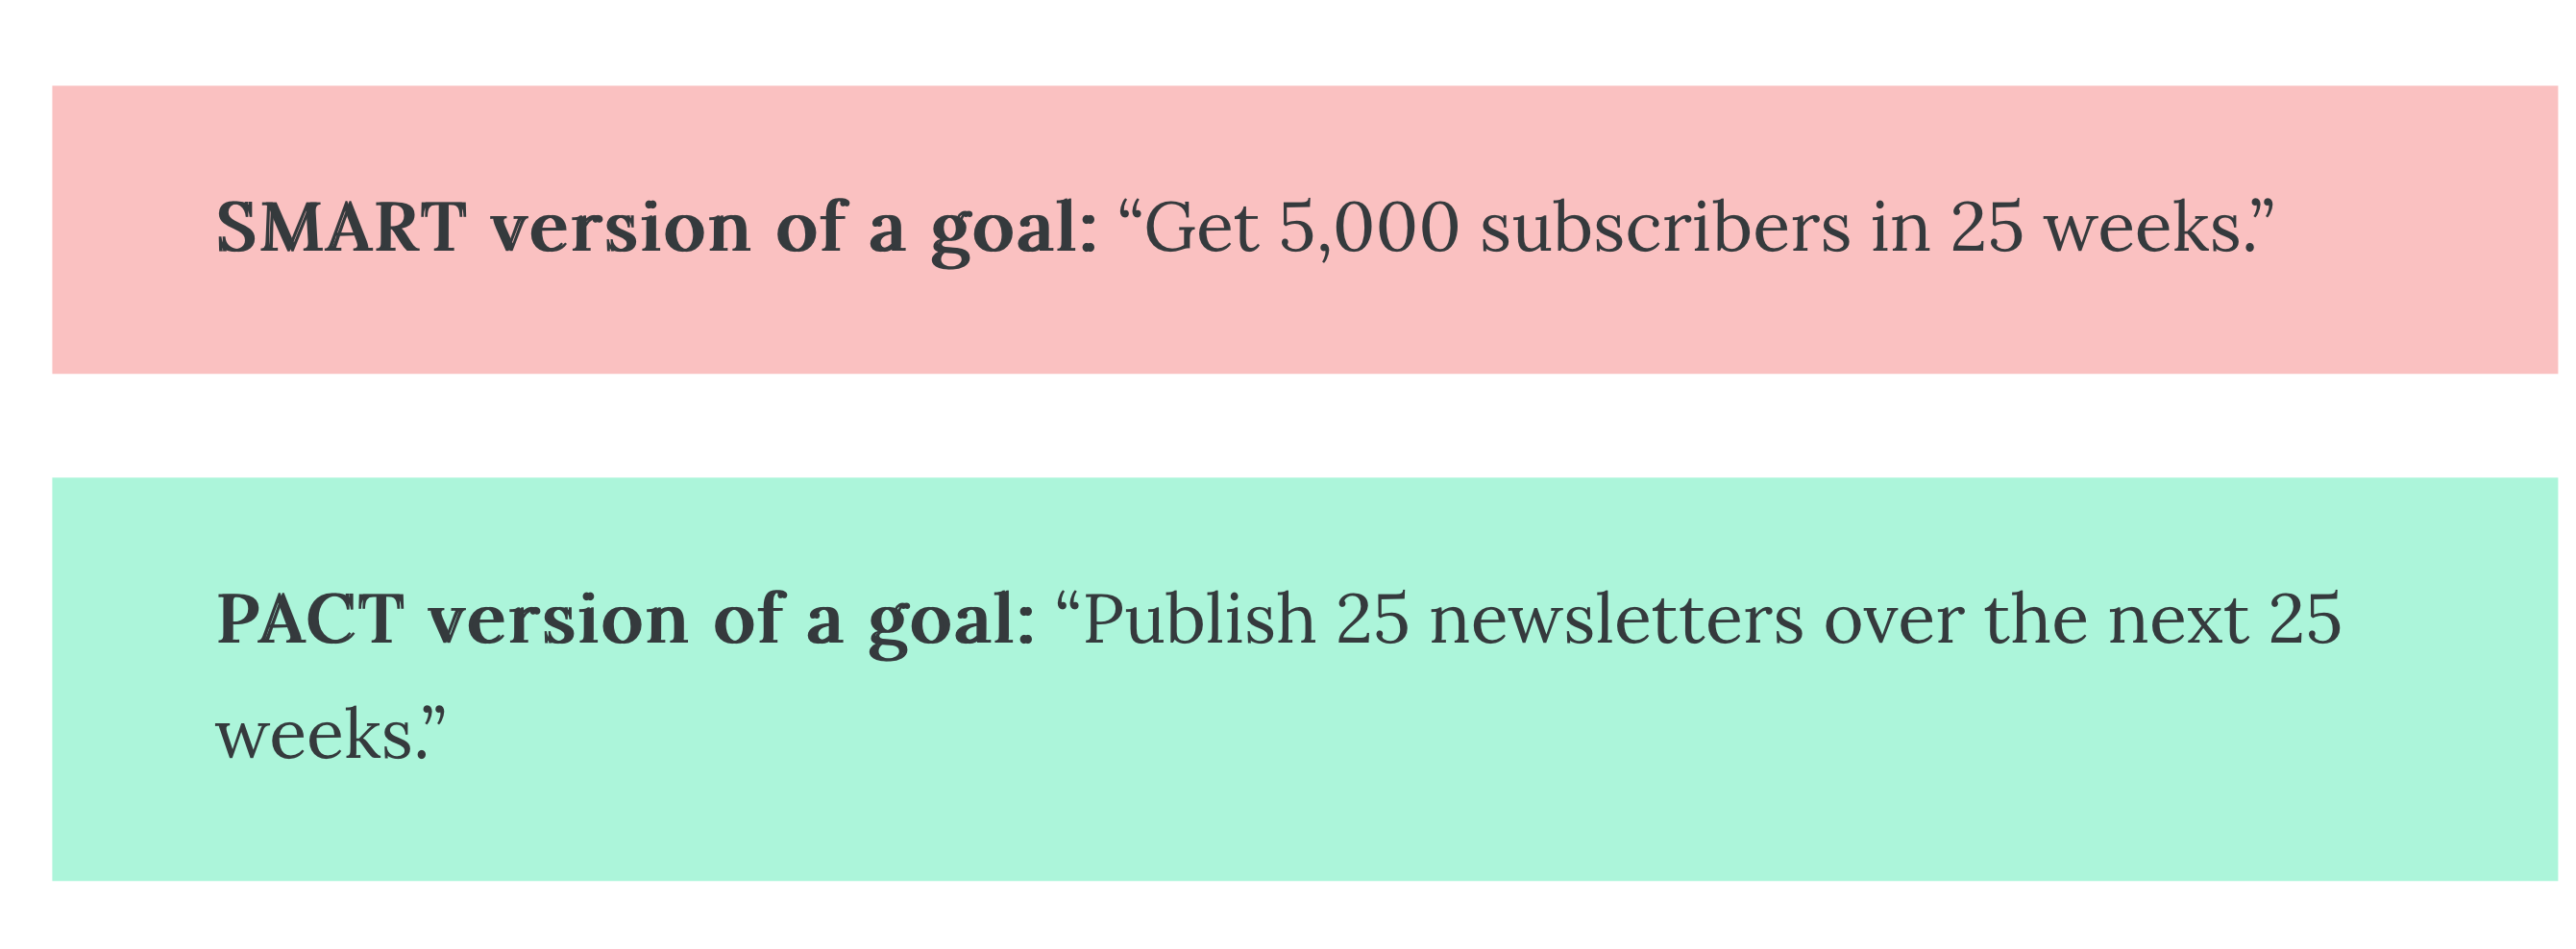 SMART version of a goal: “Get 5,000 subscribers in 25 weeks.”
PACT version of a goal: “Publish 25 newsletters over the next 25
weeks.”